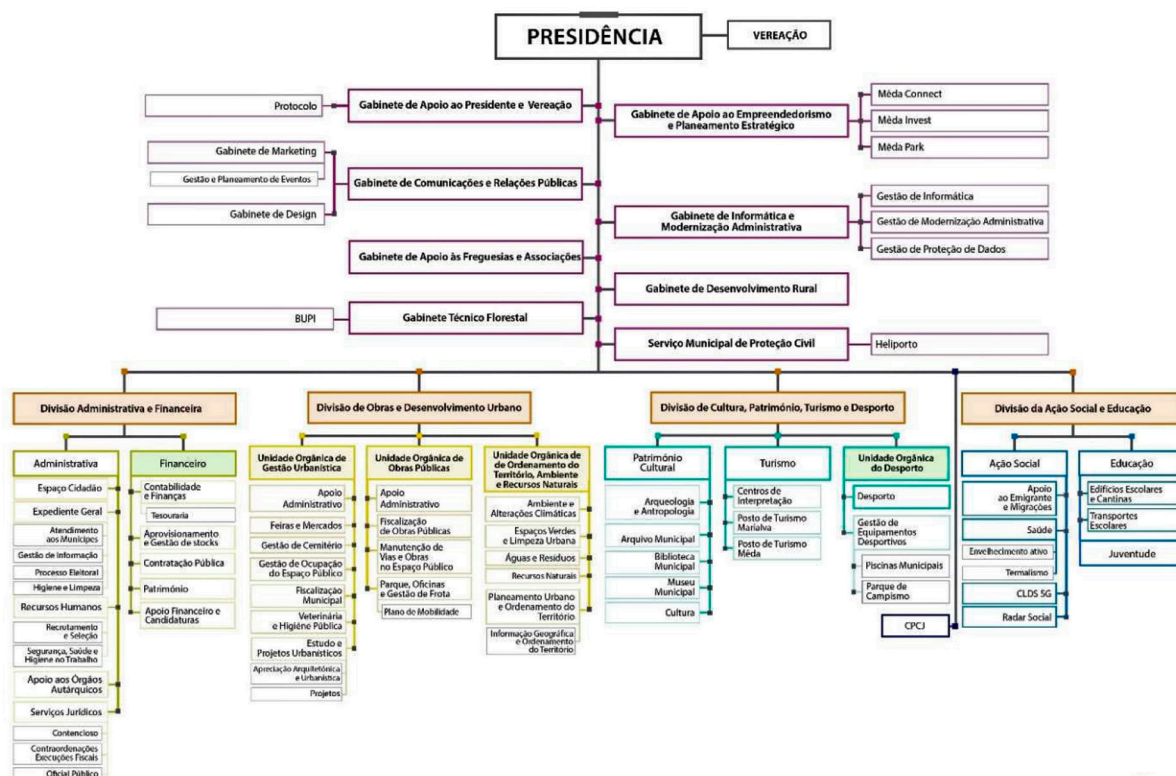 PRESIDÊNCIA
VEREAÇÃO
Protocolo
Gabinete de Apoio ao Presidente e Vereação
Gabinete de Marketing
Gestão e Planeamento de Eventos
Gabinete de Design
Gabinete de Comunicações e Relações Públicas
Gabinete de Apoio às Freguesias e Associações
BUPI
Gabinete Técnico Florestal
Gabinete de Apoio ao Empreendedorismo
e Planeamento Estratégico
Mêda Connect
Mêda Invest
Mêda Park
Gabinete de Informática e
Modernização Administrativa
Gestão de Informática
Gestão de Modernização Administrativa
Gestão de Proteção de Dados
Gabinete de Desenvolvimento Rural
Serviço Municipal de Proteção Civil
Heliporto
Divisão Administrativa e Financeira
Administrativa
Espaço Cidadão
Expediente Geral
Atendimento
aos Munícipes
Gestão de Informação
Processo Eleitoral
Higiene e Limpeza
Recursos Humanos
Recrutamento
e Seleção
Segurança, Saúde e
Higiene no Trabalho
Apoio aos Órgãos
Autárquicos
Serviços Jurídicos
Contencioso
Contraordenações
Execuções Fiscais
Oficial Público
Financeiro
Contabilidade
e Finanças
Tesouraria
Aprovisionamento
e Gestão de stocks
Contratação Pública
Património
Apoio Financeiro e
Candidaturas
Divisão de Obras e Desenvolvimento Urbano
Unidade Orgânica de
Gestão Urbanística
Apoio
Administrativo
Feiras e Mercados
Gestão de Cemitério
Gestão de Ocupação
do Espaço Público
Fiscalização
Municipal
Veterinária
e Higiéne Pública
Estudo e
Projetos Urbanísticos
Apreciação Arquitetónica
e Urbanística
Projetos
Unidade Orgânica de
Obras Públicas
Apoio
Administrativo
Fiscalização
de Obras Públicas
Manutenção de
Vias e Obras
no Espaço Público
Parque, Oficinas
e Gestão de Frota
Plano de Mobilidade
Unidade Orgânica de
de Ordenamento do
Território, Ambiente
e Recursos Naturais
Ambiente e
Alterações Climáticas
Espaços Verdes
e Limpeza Urbana
Águas e Resíduos
Recursos Naturais
Planeamento Urbano
e Ordenamento do
Território
Informação Geográfica
e Ordenamento
do Território
Divisão de Cultura, Património, Turismo e Desporto
Património
Cultural
Arqueologia
e Antropologia
Arquivo Municipal
Biblioteca
Municipal
Museu
Municipal
Cultura
Turismo
Centros de
Interpretação
Posto de Turismo
Marialva
Posto de Turismo
Mêda
Unidade Orgânica
do Desporto
Desporto
Gestão de
Equipamentos
Desportivos
Piscinas Municipais
Parque de
Campismo
CPCJ
Divisão da Ação Social e Educação
Ação Social
Apoio
ao Emigrante
e Migrações
Saúde
Envelhecimento ativo
Termalismo
CLDS 5G
Radar Social
Educação
Edifícios Escolares
e Cantinas
Transportes
Escolares
Juventude